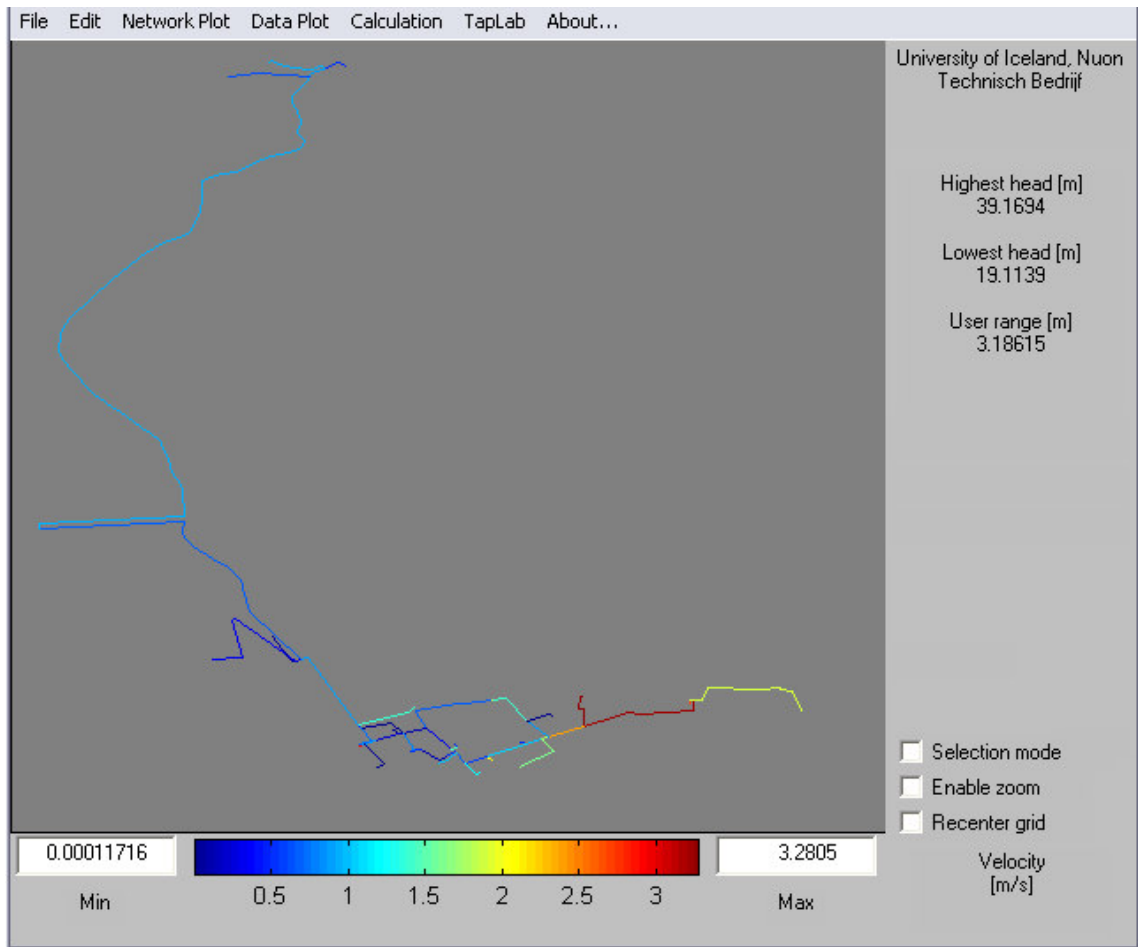 File Edit Network Plot Data Plot Calculation TapLab About...
University of Iceland, Nuon
Technisch Bedrijf
Highest head [m]
39.1694
Lowest head [m]
19.1139
User range [m]
3.18615
Selection mode
Enable zoom
Recenter grid
Velocity
[m/s]
0.00011716
3.2805
0.5 1 1.5 2 2.5 3
Min
Max